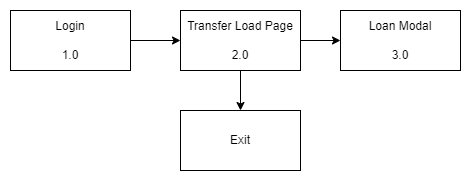 Login
1.0
Transfer Load Page
2.0
Loan Modal
3.0
Exit